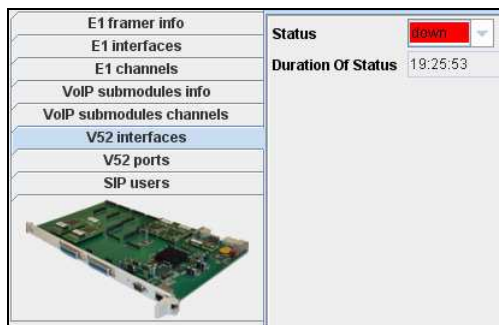 E1 framer info
E1 interfaces
E1 channels
VoIP submodules info
VoIP submodules channels
V52 interfaces
V52 ports
SIP users
Status down
Duration Of Status 19:25:53